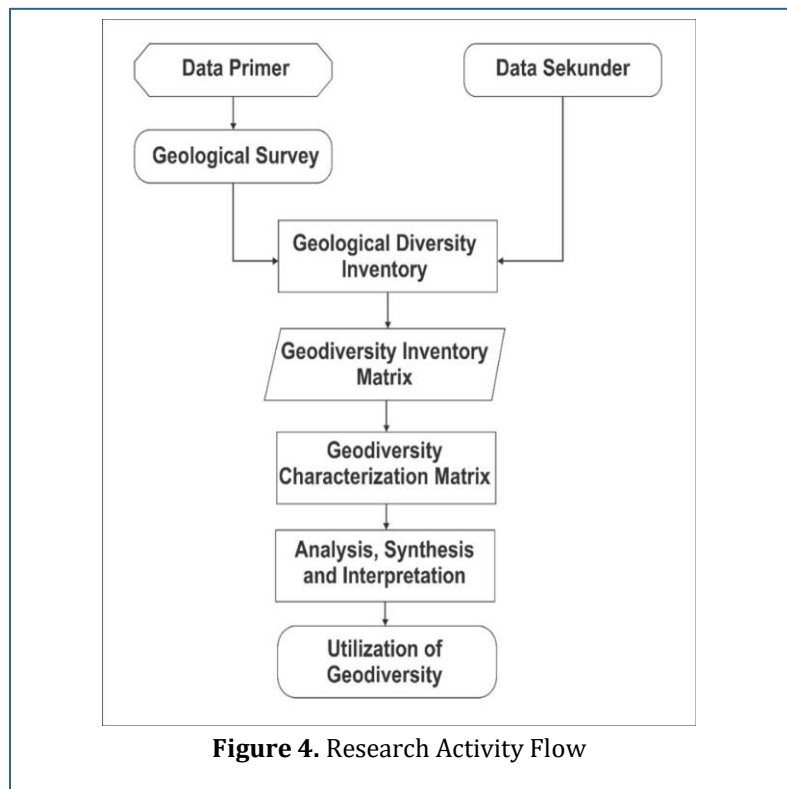 Data Primer
Data Sekunder
Geological Survey
Geological Diversity
Inventory
Geodiversity Inventory
Matrix
Geodiversity
Characterization Matrix
Analysis, Synthesis
and Interpretation
Utilization of
Geodiversity
Figure 4. Research Activity Flow